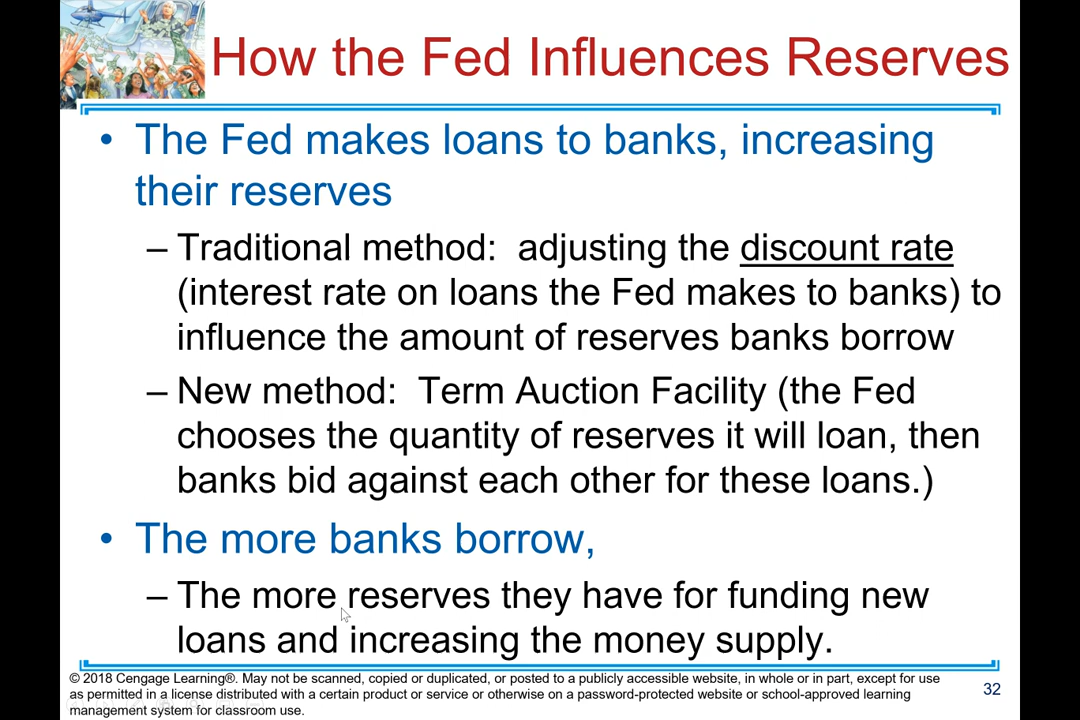 How the Fed Influences Reserves
• The Fed makes loans to banks, increasing
their reserves
– Traditional method:  adjusting the discount rate
(interest rate on loans the Fed makes to banks) to
influence the amount of reserves banks borrow
– New method:  Term Auction Facility (the Fed
chooses the quantity of reserves it will loan, then
banks bid against each other for these loans.)
• The more banks borrow,
– The more reserves they have for funding new
loans and increasing the money supply.
© 2018 Cengage Learning®. May not be scanned, copied or duplicated, or posted to a publicly accessible website, in whole or in part, except for use
as permitted in a license distributed with a certain product or service or otherwise on a password-protected website or school-approved learning
management system for classroom use.
32